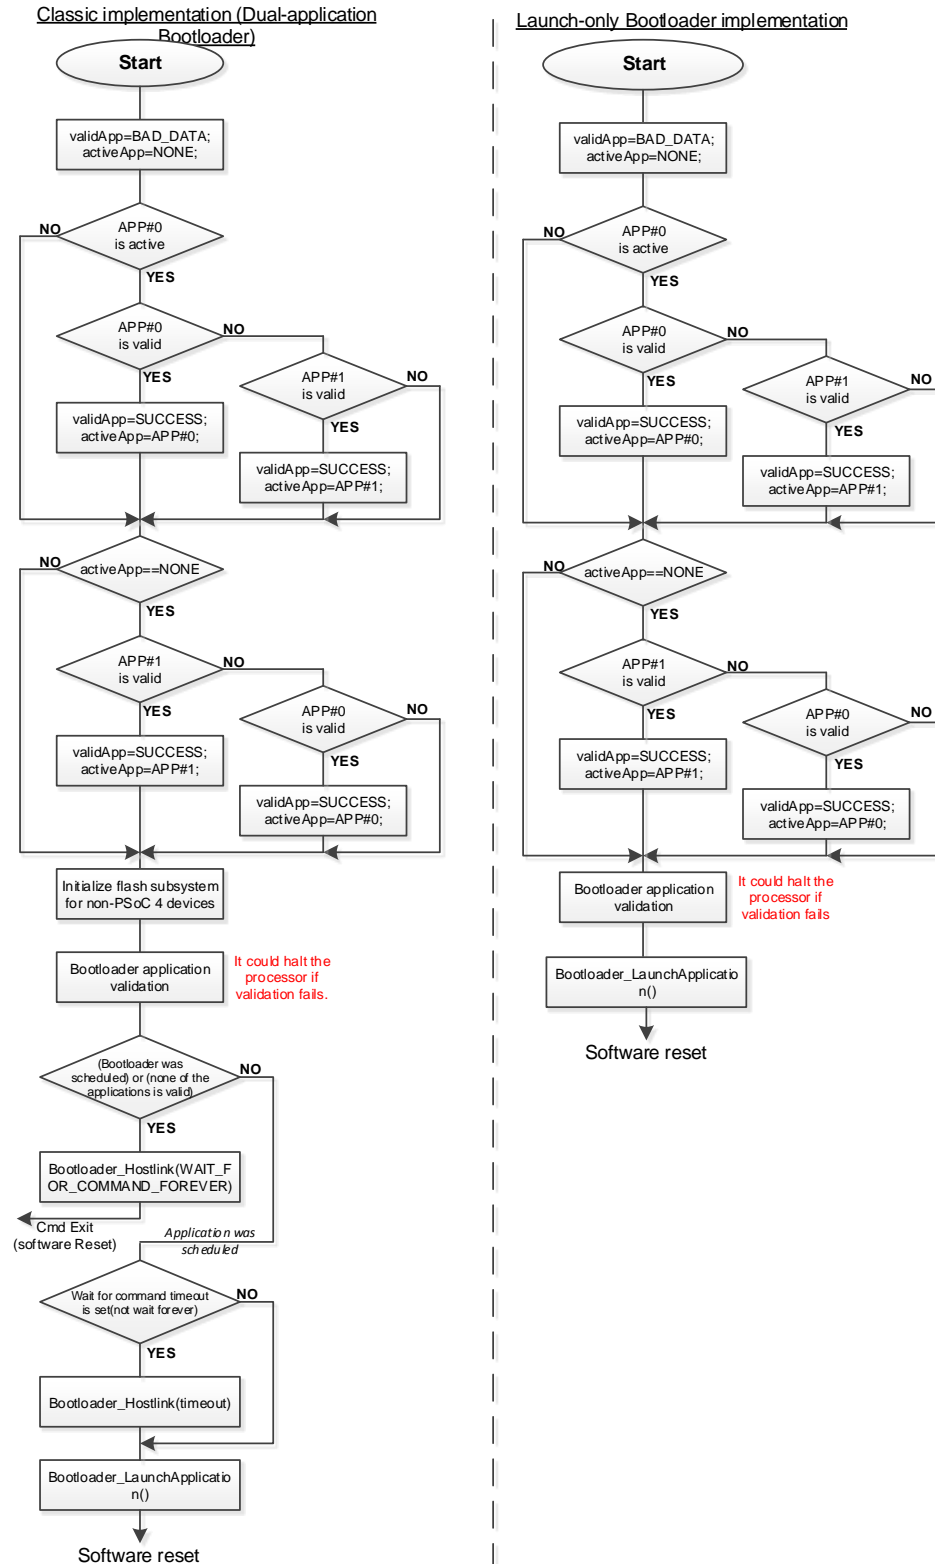 Classic implementation (Dual-application
Bootloader)
Start
validApp=BAD_DATA;
activeApp=NONE;
NO
APP#0
is active
YES
APP#0
is valid
NO
YES
APP#1
is valid
NO
validApp=SUCCESS;
activeApp=APP#0;
YES
validApp=SUCCESS;
activeApp=APP#1;
NO
activeApp==NONE
YES
APP#1
is valid
NO
YES
APP#0
is valid
NO
validApp=SUCCESS;
activeApp=APP#1;
YES
validApp=SUCCESS;
activeApp=APP#0;
Initialize flash subsystem
for non-PSoC 4 devices
Bootloader application
validation
It could halt the
processor if
validation fails.
(Bootloader was
scheduled) or (none of the
applications is valid)
NO
YES
Bootloader_Hostlink(WAIT_F
OR_COMMAND_FOREVER)
Cmd Exit
(software Reset)
Application was
scheduled
Wait for command timeout
is set(not wait forever)
NO
YES
Bootloader_Hostlink(timeout)
Bootloader_LaunchApplicatio
n()
Software reset
Launch-only Bootloader implementation
Start
validApp=BAD_DATA;
activeApp=NONE;
NO
APP#0
is active
YES
APP#0
is valid
NO
YES
APP#1
is valid
NO
validApp=SUCCESS;
activeApp=APP#0;
YES
validApp=SUCCESS;
activeApp=APP#1;
NO
activeApp==NONE
YES
APP#1
is valid
NO
YES
APP#0
is valid
NO
validApp=SUCCESS;
activeApp=APP#1;
YES
validApp=SUCCESS;
activeApp=APP#0;
Bootloader application
validation
It could halt the
processor if
validation fails
Bootloader_LaunchApplicatio
n()
Software reset